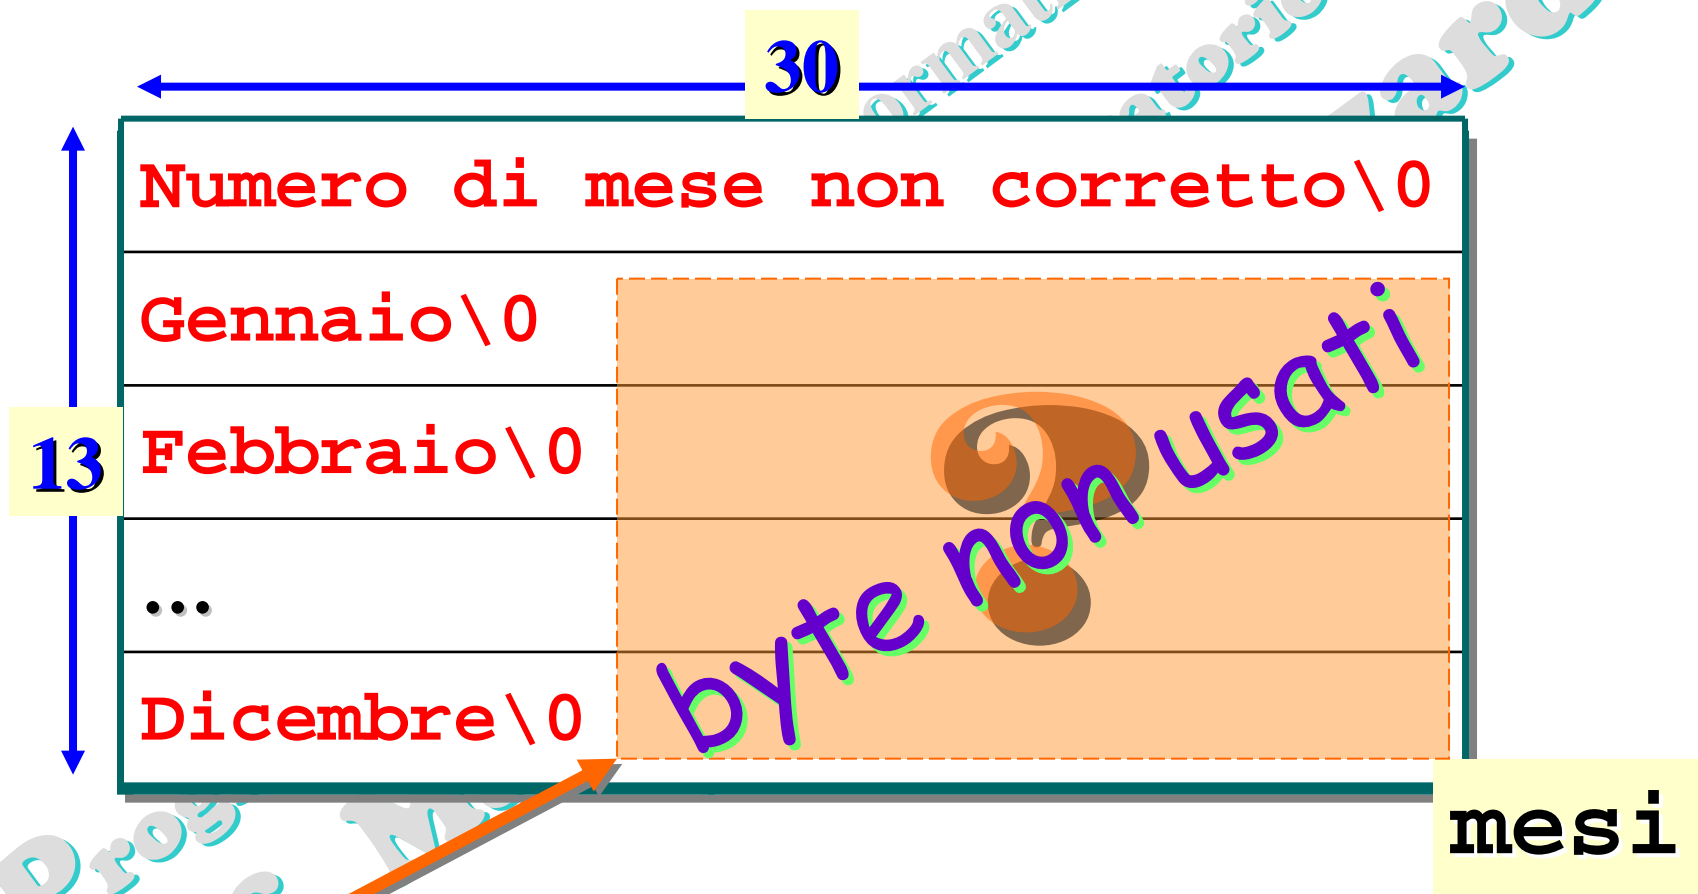 30
Numero di mese non corretto\0
Gennaio\0
13
Febbraio\0
...
Dicembre\0
byte non usati
?
mesi